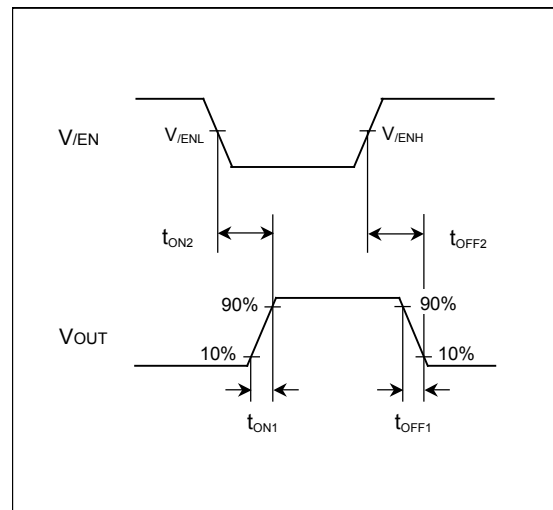 V/EN
V/ENL
V/ENH
tON2
tOFF2
90%
90%
VOUT
10%
10%
tON1
tOFF1